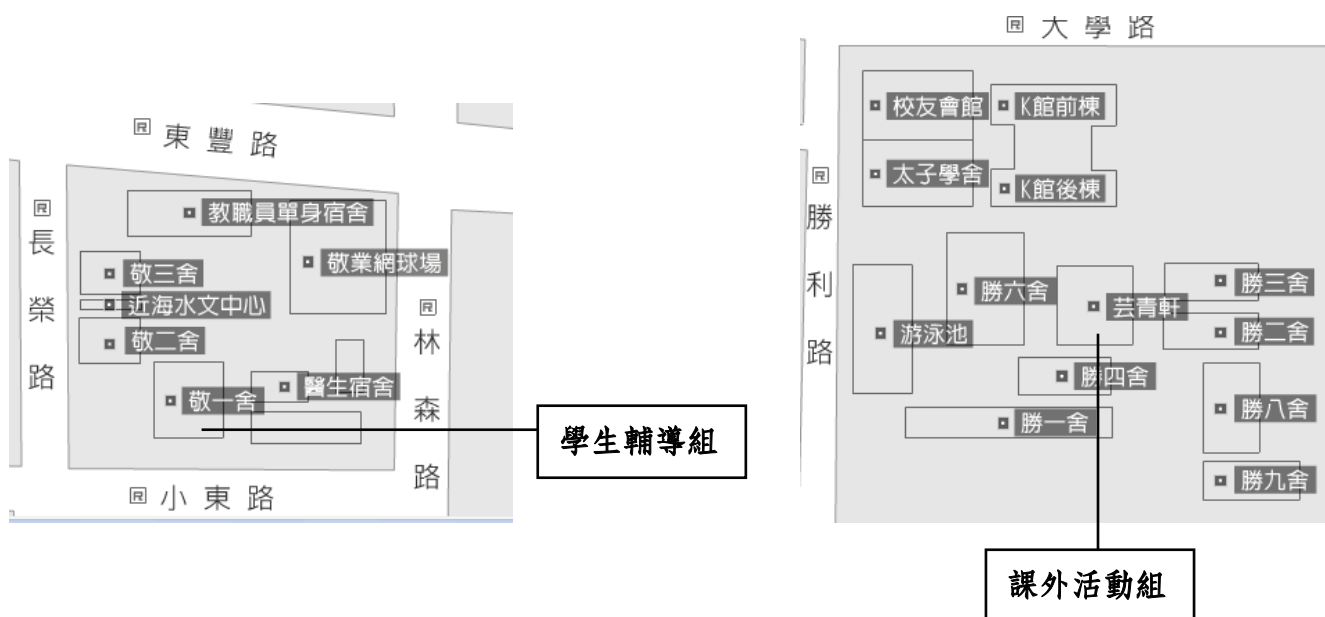 東豐路
長榮路
教職員單身宿舍
敬業網球場
敬三舍
近海水文中心
敬二舍
林森路
醫生宿舍
敬一舍
小東路
學生輔導組
大學路
校友會館
K館前棟
太子學舍
K館後棟
勝利路
勝三舍
勝六舍
芸青軒
游泳池
勝二舍
勝四舍
勝八舍
勝一舍
勝九舍
課外活動組